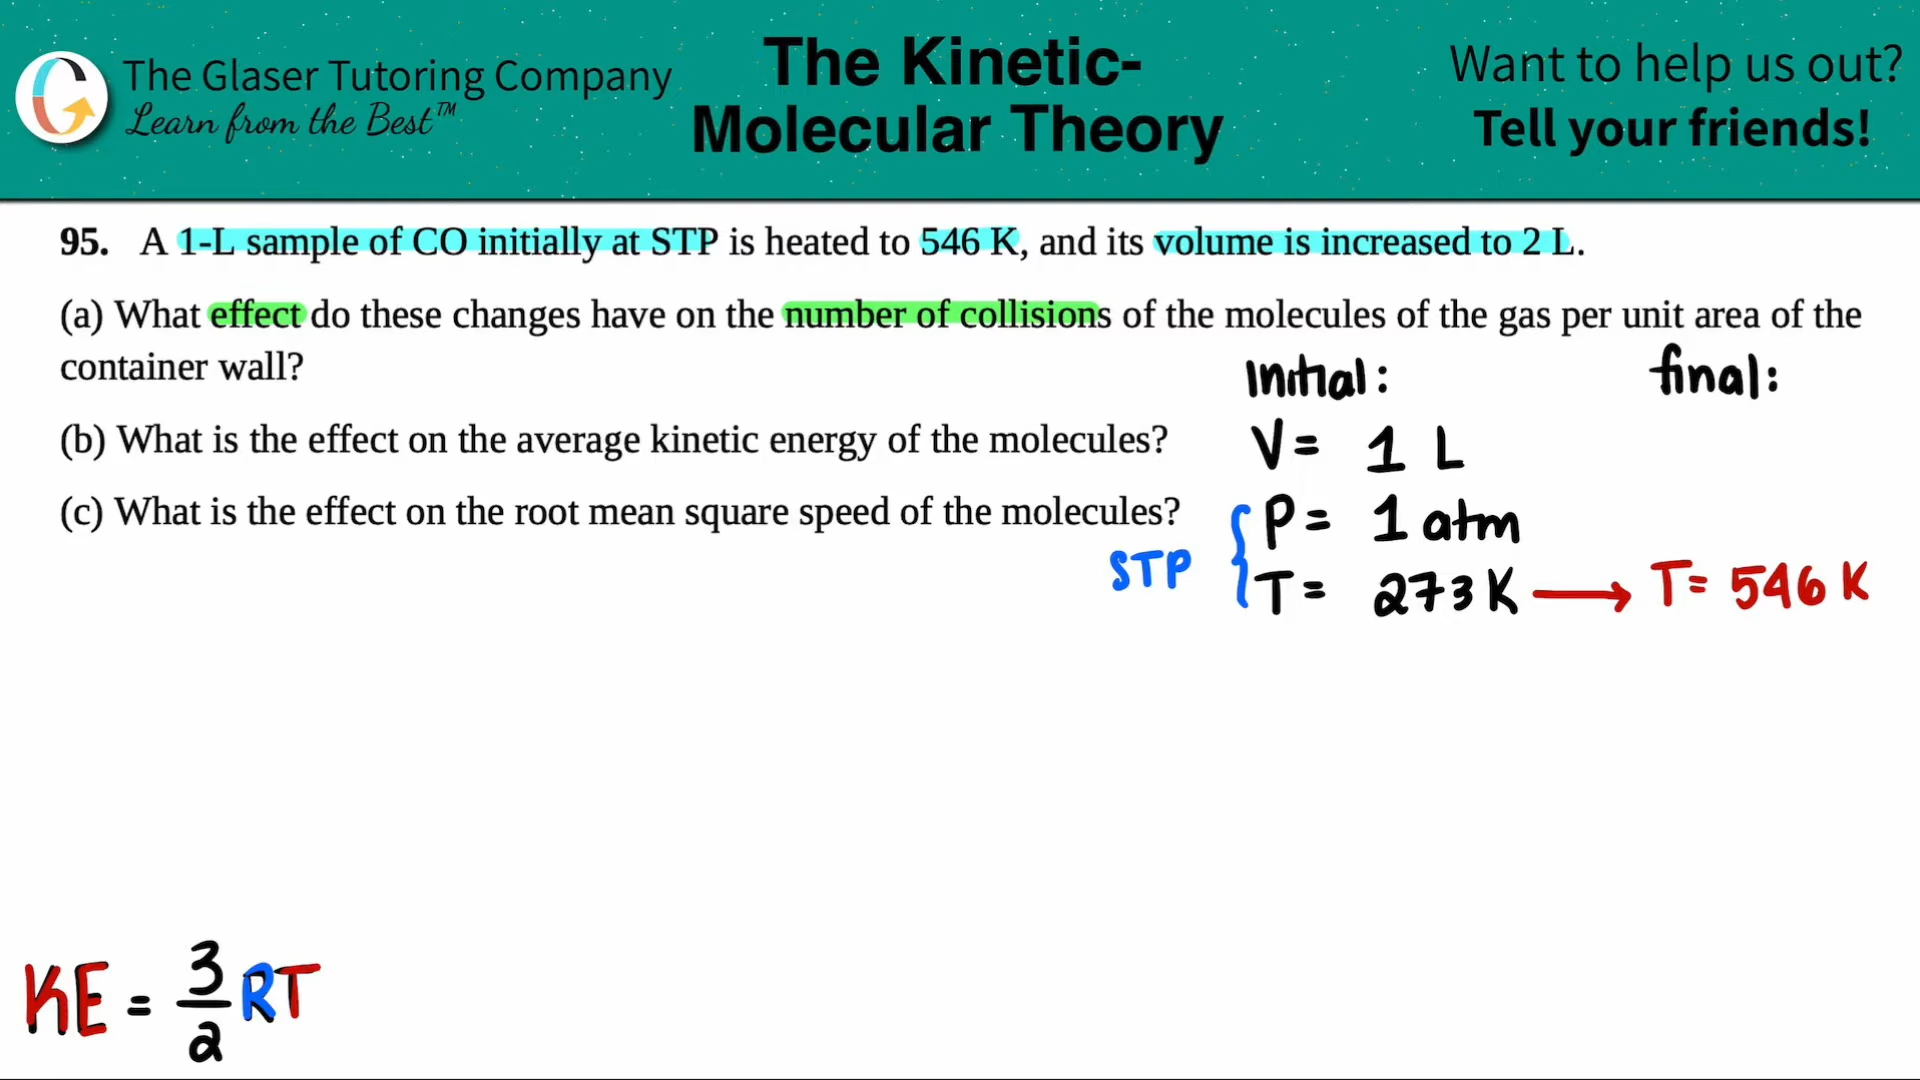 The Glaser Tutoring Company
Learn from the Best™
The Kinetic-
Molecular Theory
Want to help us out?
Tell your friends!
95. A 1-L sample of CO initially at STP is heated to 546 K, and its volume is increased to 2 L.
(a) What effect do these changes have on the number of collisions of the molecules of the gas per unit area of the
container wall?
(b) What is the effect on the average kinetic energy of the molecules?
(c) What is the effect on the root mean square speed of the molecules?
Initial:
final:
V = 1 L
P = 1 atm
STP
T = 273 K → T = 546 K
KE = 3/2 RT